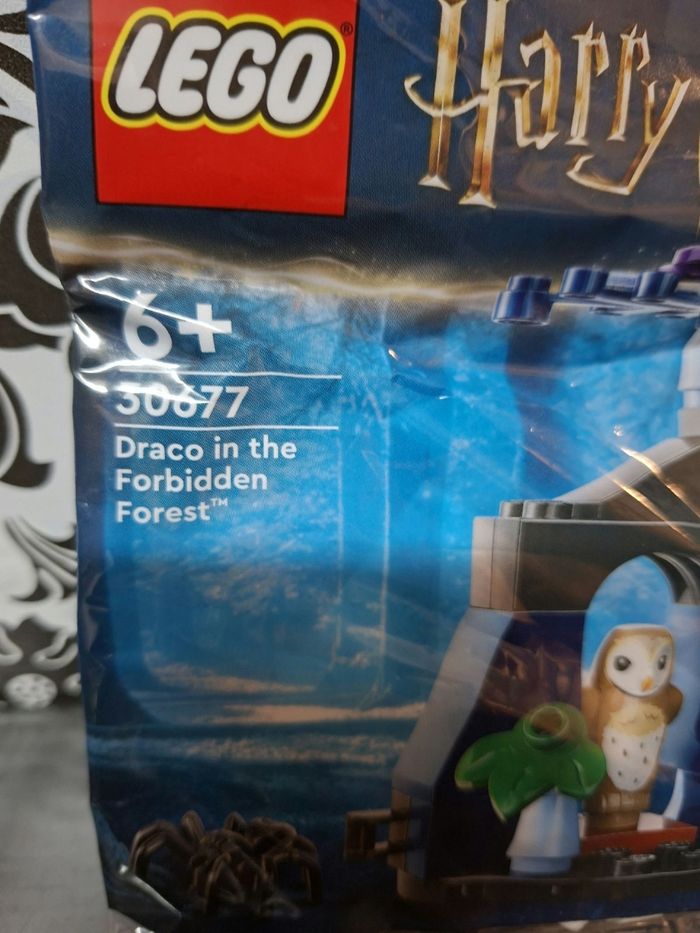 LEGO®
Harry
6+
30677
Draco in the
Forbidden
Forest™